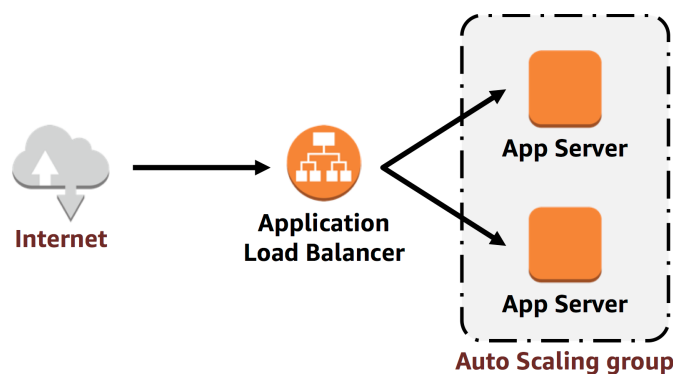 Internet
Application
Load Balancer
App Server
App Server
Auto Scaling group